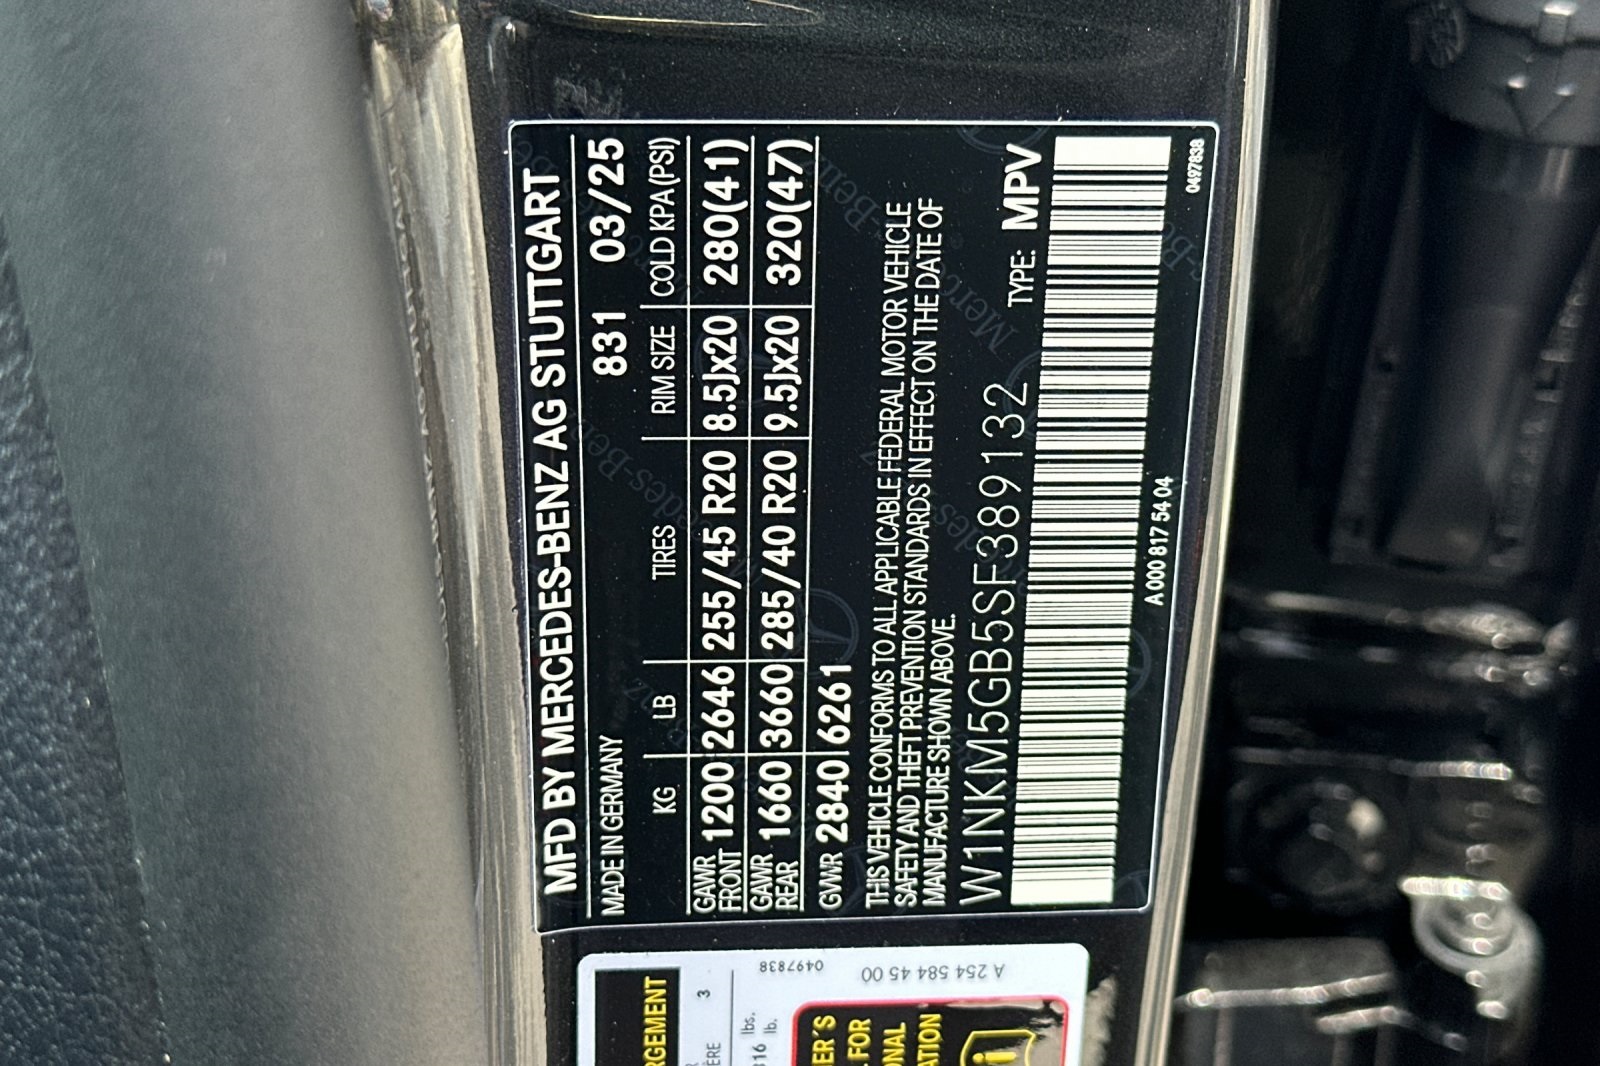 MFD BY MERCEDES-BENZ AG STUTTGART
MADE IN GERMANY 831 03/25
KG LB TIRES RIM SIZE COLD KPA(PSI)
GAWR FRONT 1200 2646 255/45 R20 8.5Jx20 280(41)
GAWR REAR 1660 3660 285/40 R20 9.5Jx20 320(47)
GVWR 2840 6261
THIS VEHICLE CONFORMS TO ALL APPLICABLE FEDERAL MOTOR VEHICLE
SAFETY AND THEFT PREVENTION STANDARDS IN EFFECT ON THE DATE OF
MANUFACTURE SHOWN ABOVE.
W1NKM5GB5SF389132 TYPE: MPV
A 000 817 54 04 0497838
RGEMENT
3
lbs.
lb.
0497838
A 254 584 45 00